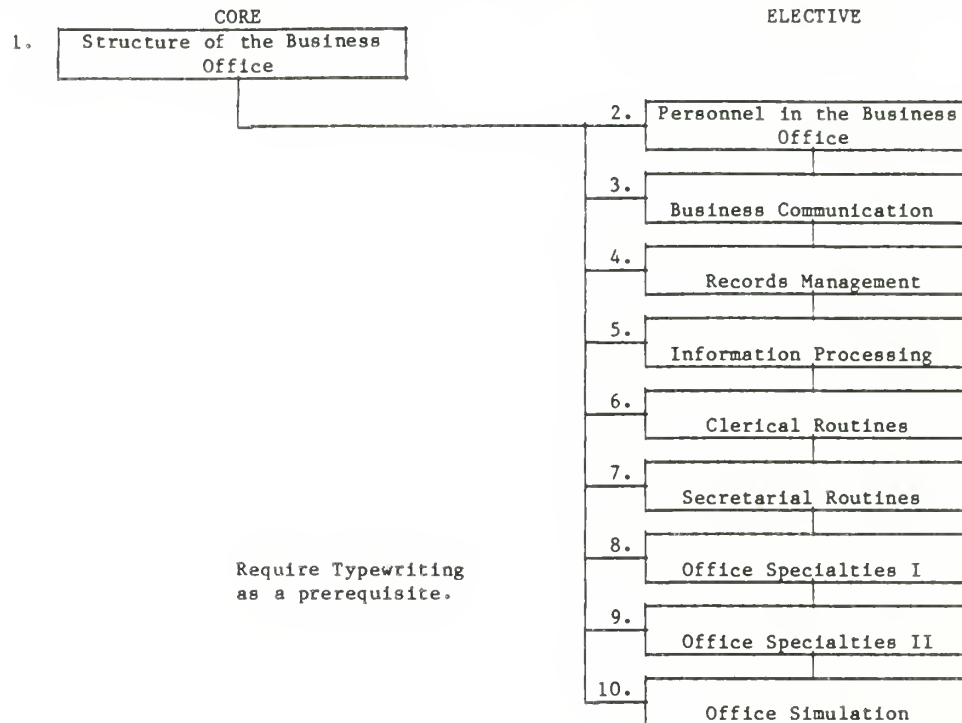 CORE
ELECTIVE
1. Structure of the Business
Office
2. Personnel in the Business
Office
3. Business Communication
4. Records Management
5. Information Processing
6. Clerical Routines
7. Secretarial Routines
8. Office Specialties I
Require Typewriting
as a prerequisite.
9. Office Specialties II
10. Office Simulation